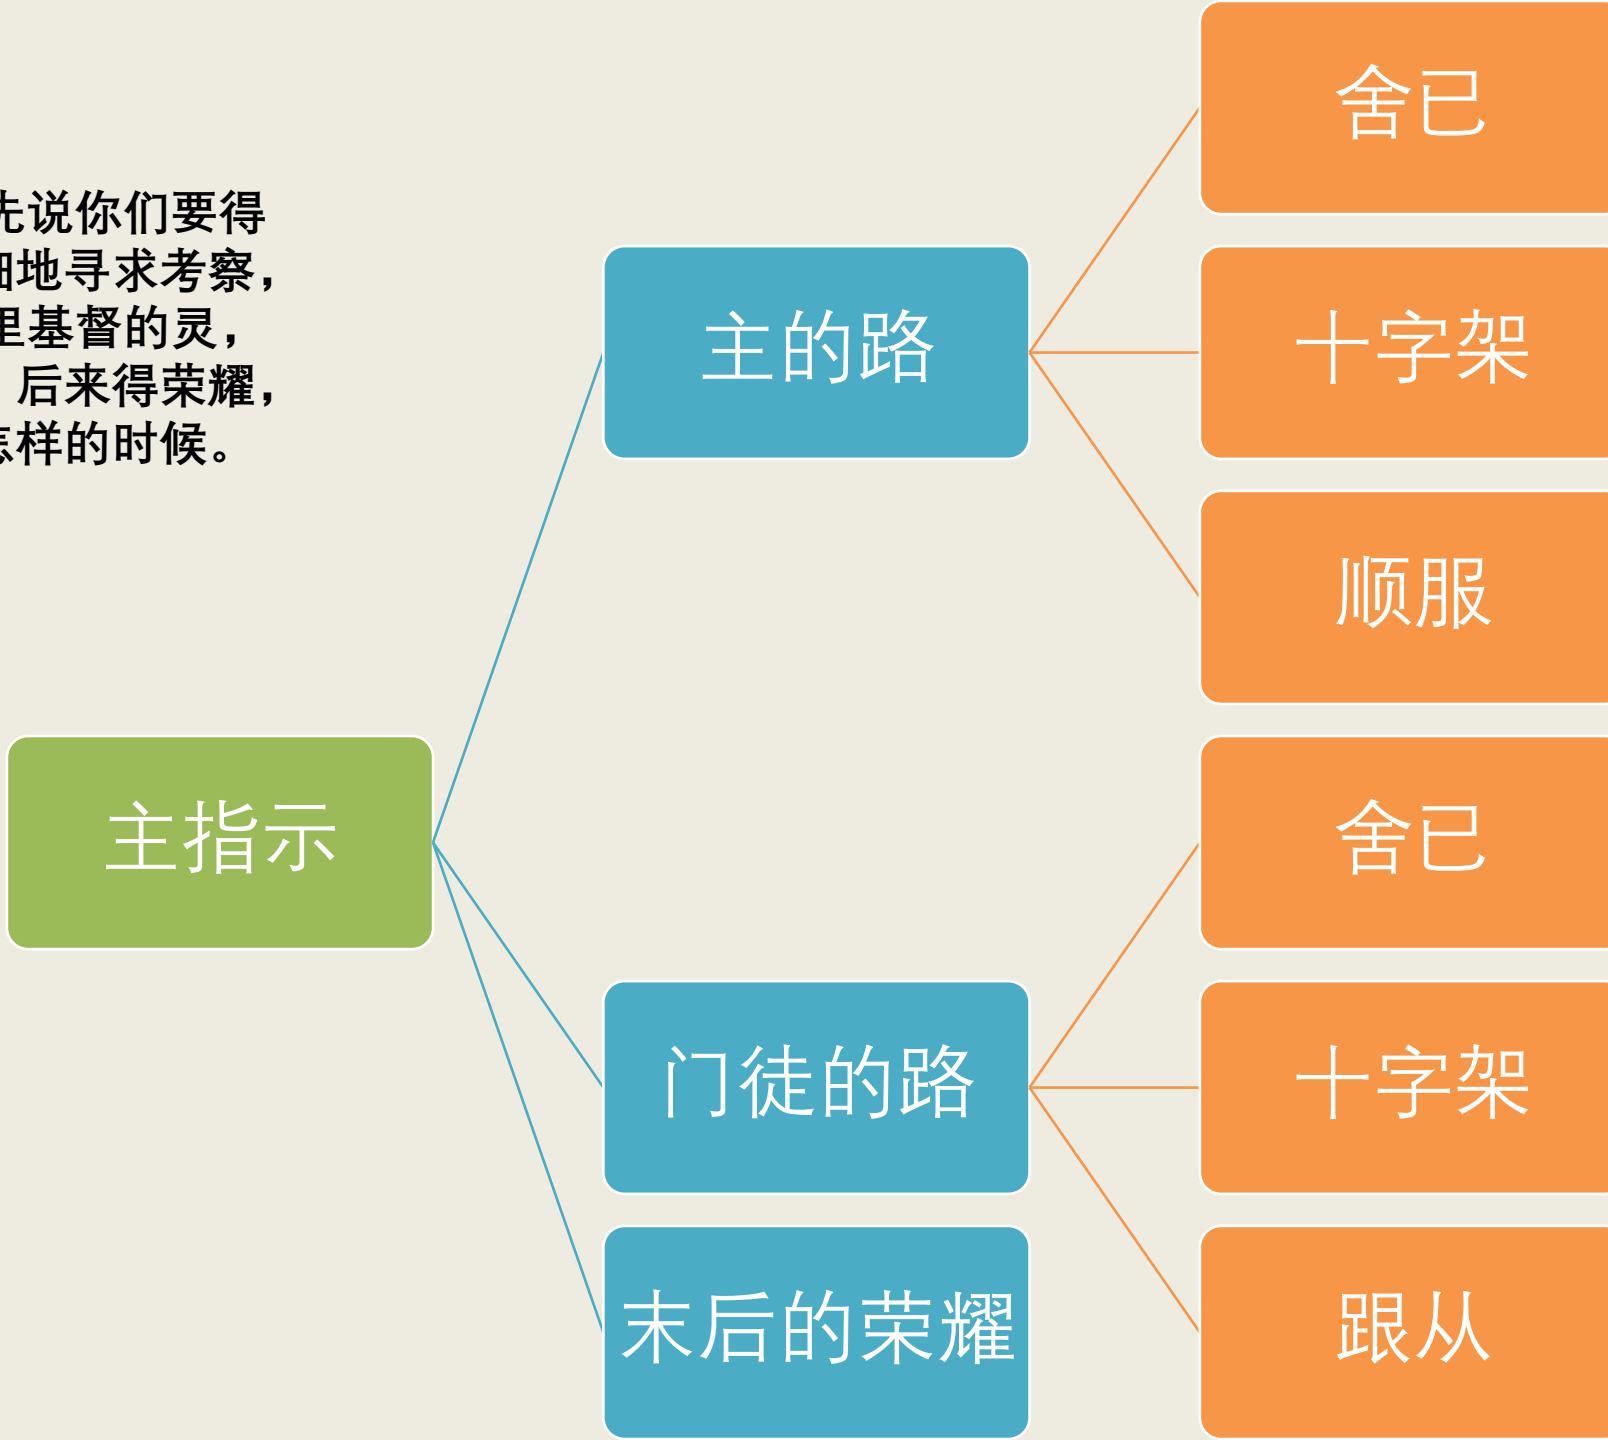 先说你们要得
细地寻求考察，
里基督的灵，
后来得荣耀，
怎样的时候。
主指示
主的路
舍已
十字架
顺服
门徒的路
舍已
十字架
跟从
末后的荣耀